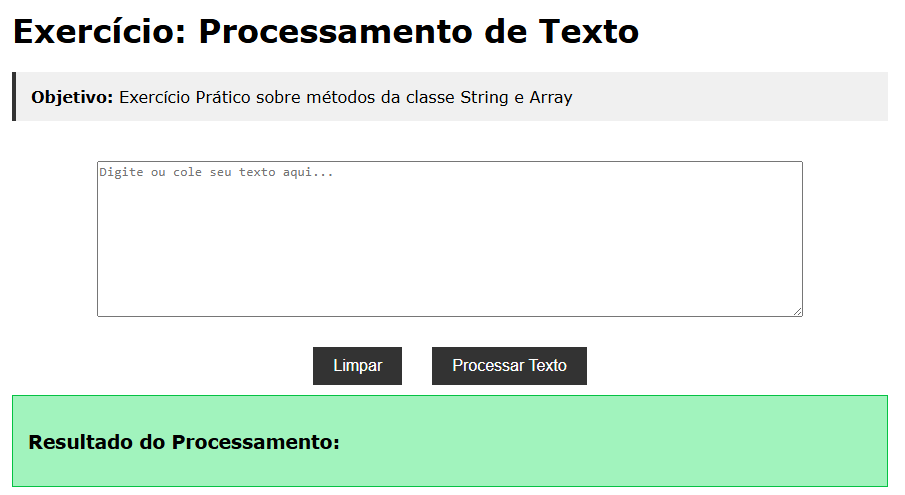 Exercício: Processamento de Texto
Objetivo: Exercício Prático sobre métodos da classe String e Array
Digite ou cole seu texto aqui...
Limpar
Processar Texto
Resultado do Processamento: